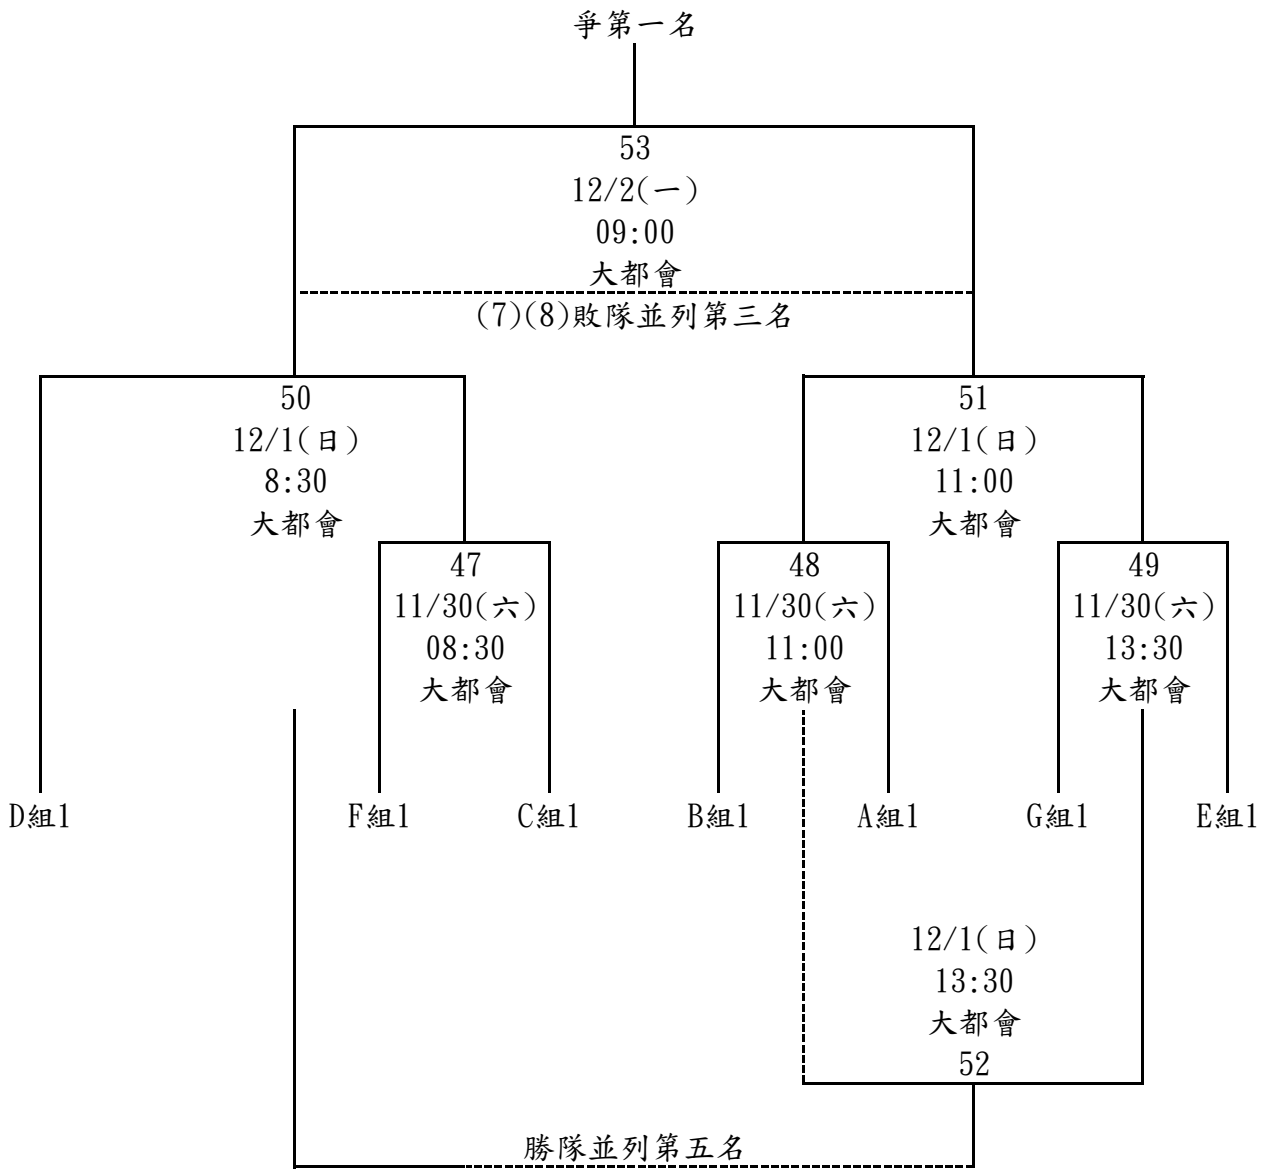 爭第一名
53
12/2(一)
09:00
大都會
(7)(8)敗隊並列第三名
50
12/1(日)
8:30
大都會
51
12/1(日)
11:00
大都會
47
11/30(六)
08:30
大都會
48
11/30(六)
11:00
大都會
49
11/30(六)
13:30
大都會
D組1
F組1
C組1
B組1
A組1
G組1
E組1
12/1(日)
13:30
大都會
52
勝隊並列第五名